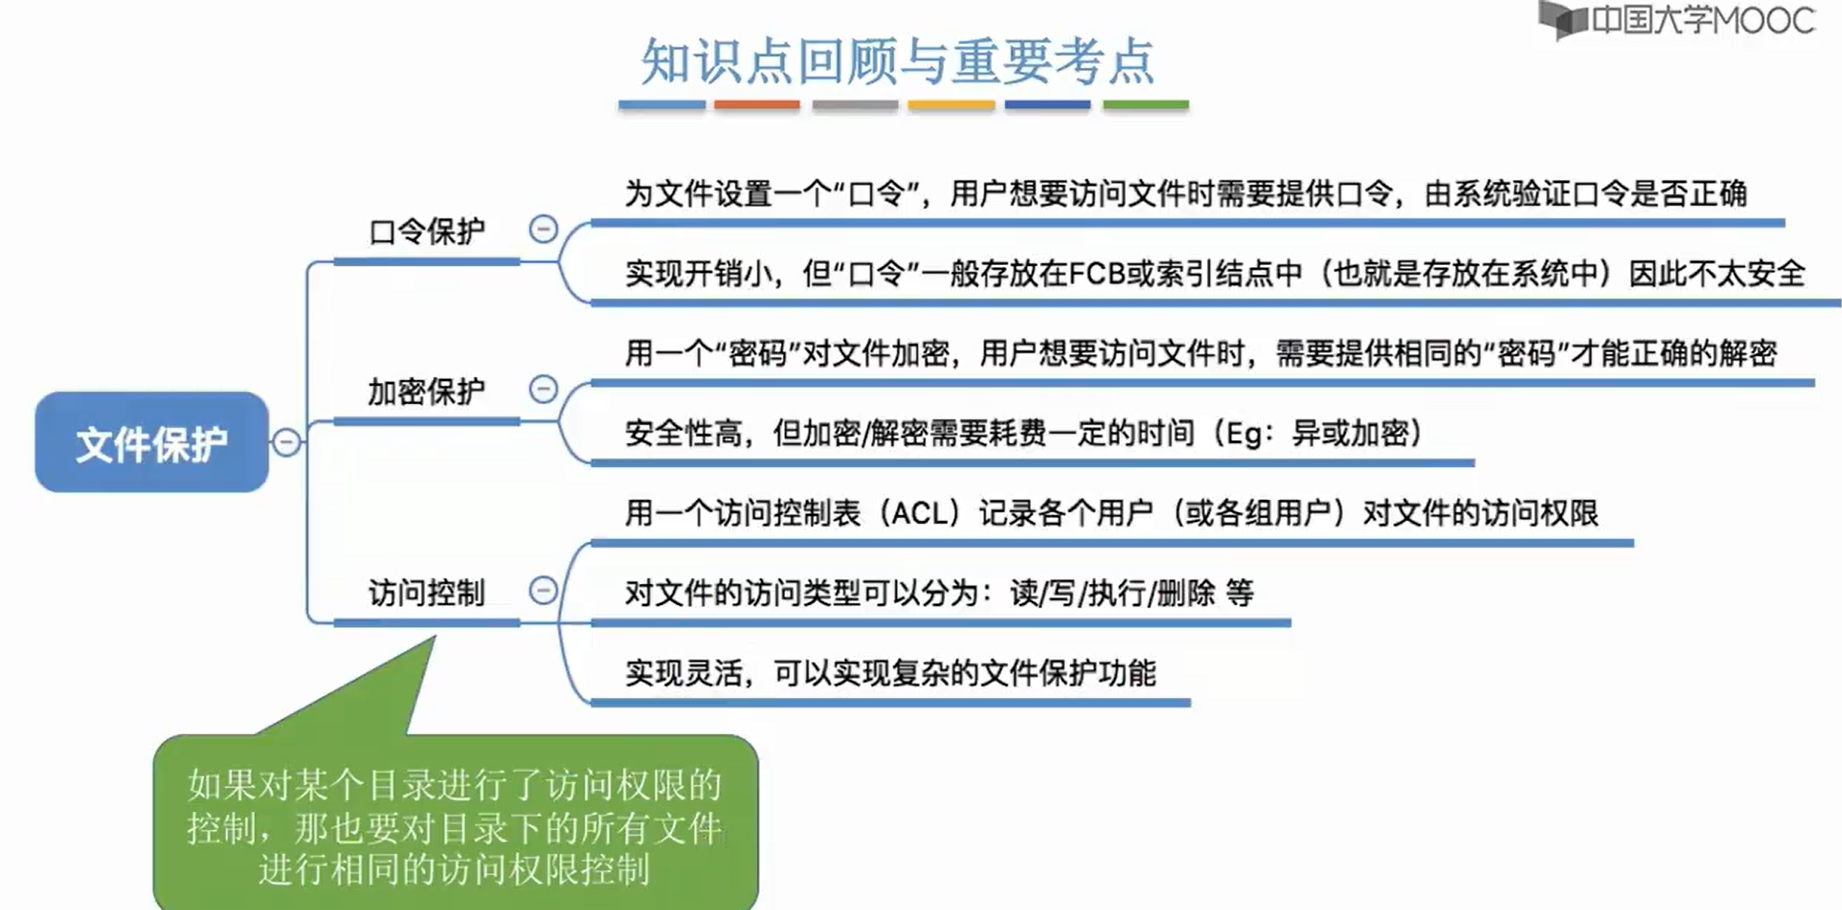 中国大学MOOC
知识点回顾与重要考点
文件保护
口令保护
为文件设置一个“口令”，用户想要访问文件时需要提供口令，由系统验证口令是否正确
实现开销小，但“口令”一般存放在FCB或索引结点中（也就是存放在系统中）因此不太安全
加密保护
用一个“密码”对文件加密，用户想要访问文件时，需要提供相同的“密码”才能正确的解密
安全性高，但加密/解密需要耗费一定的时间（Eg：异或加密）
访问控制
用一个访问控制表（ACL）记录各个用户（或各组用户）对文件的访问权限
对文件的访问类型可以分为：读/写/执行/删除 等
实现灵活，可以实现复杂的文件保护功能
如果对某个目录进行了访问权限的
控制，那也要对目录下的所有文件
进行相同的访问权限控制